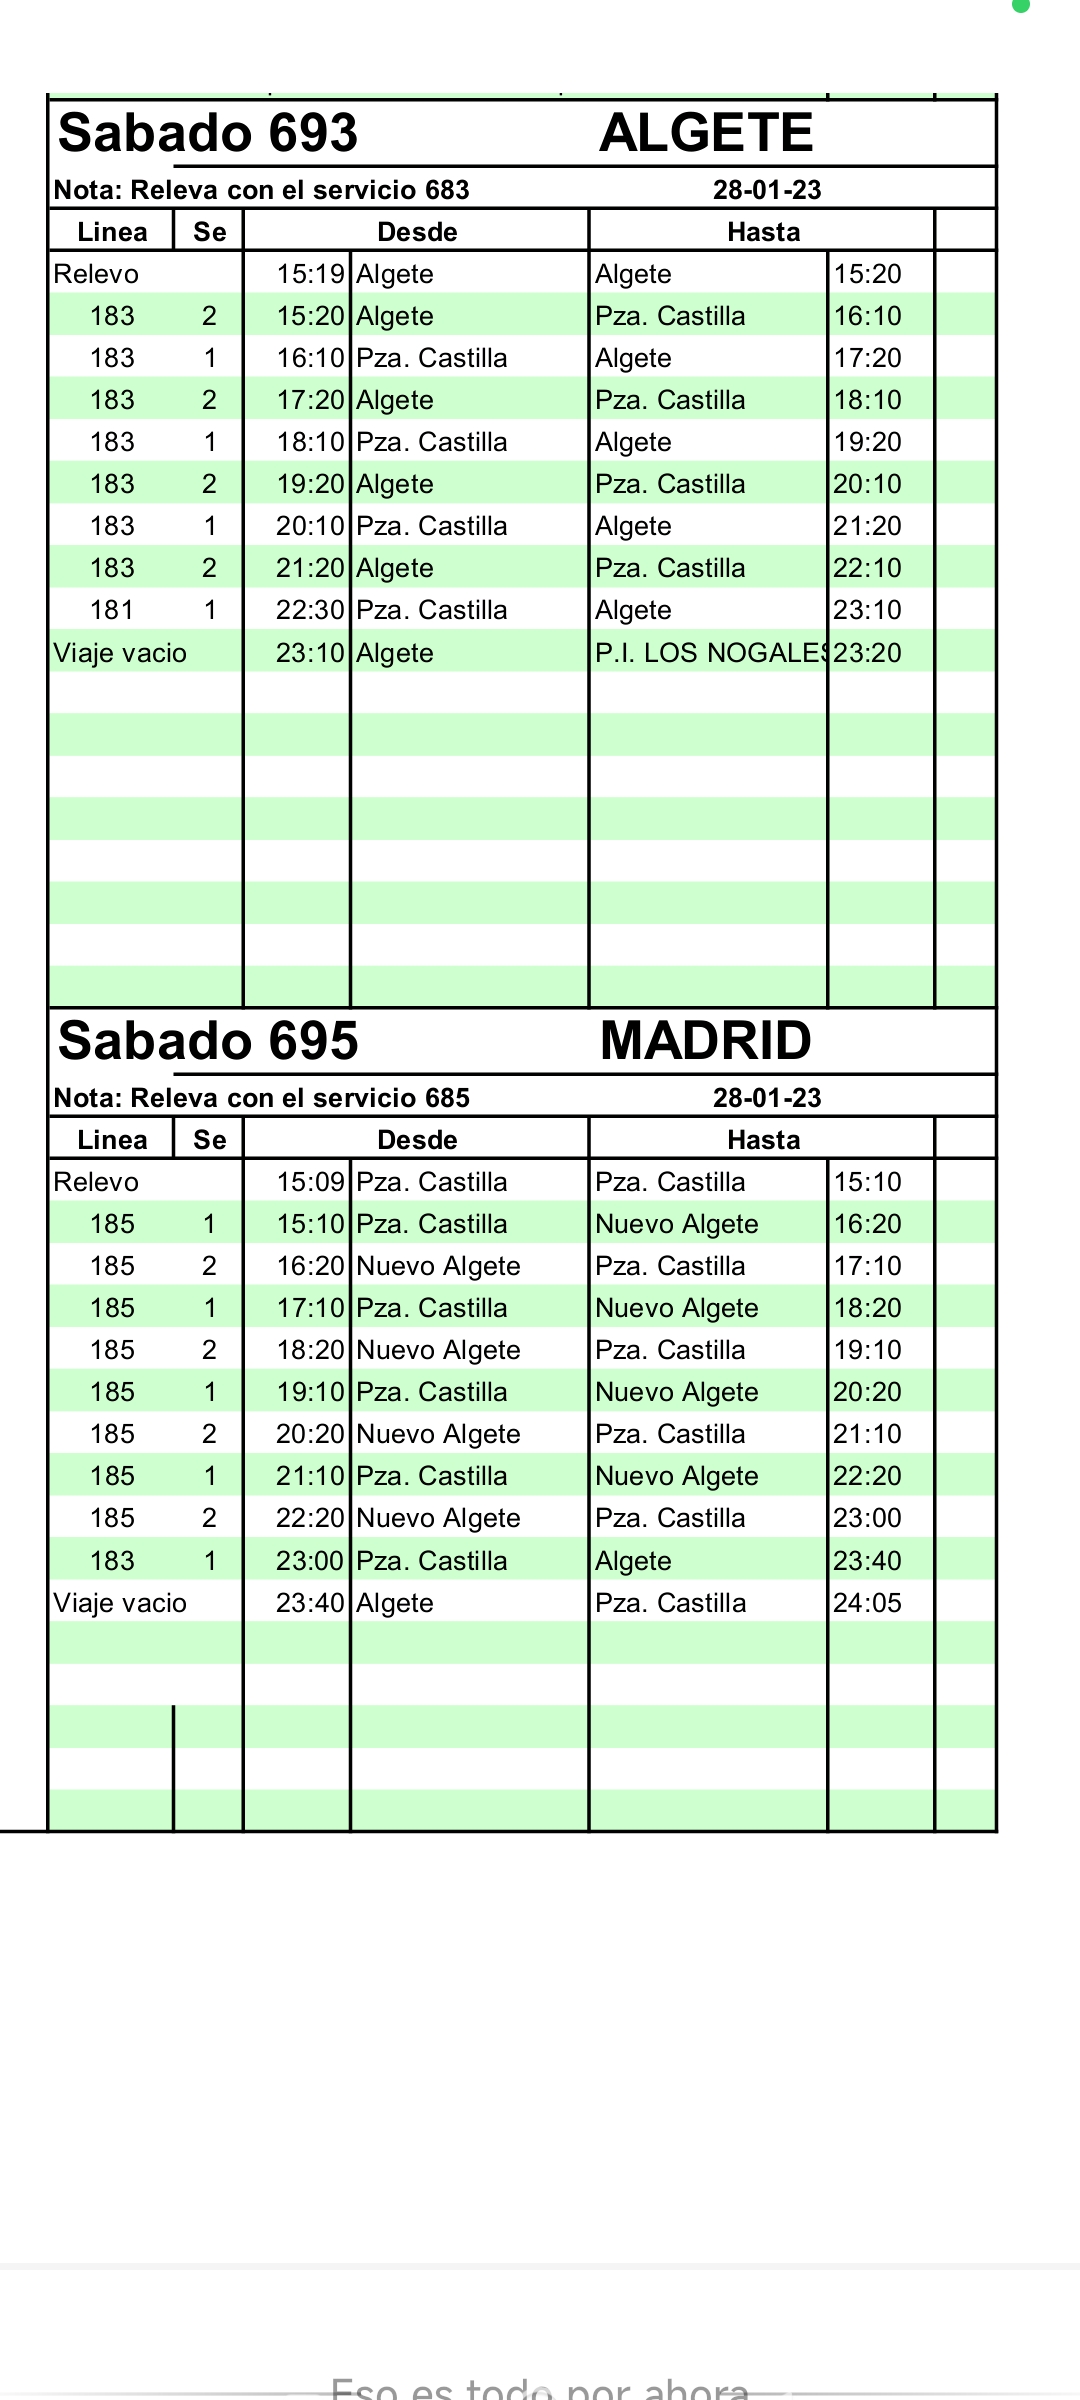 Sabado 693 ALGETE
Nota: Releva con el servicio 683 28-01-23
Linea Se Desde Hasta
Relevo 15:19 Algete Algete 15:20
183 2 15:20 Algete Pza. Castilla 16:10
183 1 16:10 Pza. Castilla Algete 17:20
183 2 17:20 Algete Pza. Castilla 18:10
183 1 18:10 Pza. Castilla Algete 19:20
183 2 19:20 Algete Pza. Castilla 20:10
183 1 20:10 Pza. Castilla Algete 21:20
183 2 21:20 Algete Pza. Castilla 22:10
181 1 22:30 Pza. Castilla Algete 23:10
Viaje vacio 23:10 Algete P.I. LOS NOGALES 23:20
Sabado 695 MADRID
Nota: Releva con el servicio 685 28-01-23
Linea Se Desde Hasta
Relevo 15:09 Pza. Castilla Pza. Castilla 15:10
185 1 15:10 Pza. Castilla Nuevo Algete 16:20
185 2 16:20 Nuevo Algete Pza. Castilla 17:10
185 1 17:10 Pza. Castilla Nuevo Algete 18:20
185 2 18:20 Nuevo Algete Pza. Castilla 19:10
185 1 19:10 Pza. Castilla Nuevo Algete 20:20
185 2 20:20 Nuevo Algete Pza. Castilla 21:10
185 1 21:10 Pza. Castilla Nuevo Algete 22:20
185 2 22:20 Nuevo Algete Pza. Castilla 23:00
183 1 23:00 Pza. Castilla Algete 23:40
Viaje vacio 23:40 Algete Pza. Castilla 24:05
Eso es todo por ahora